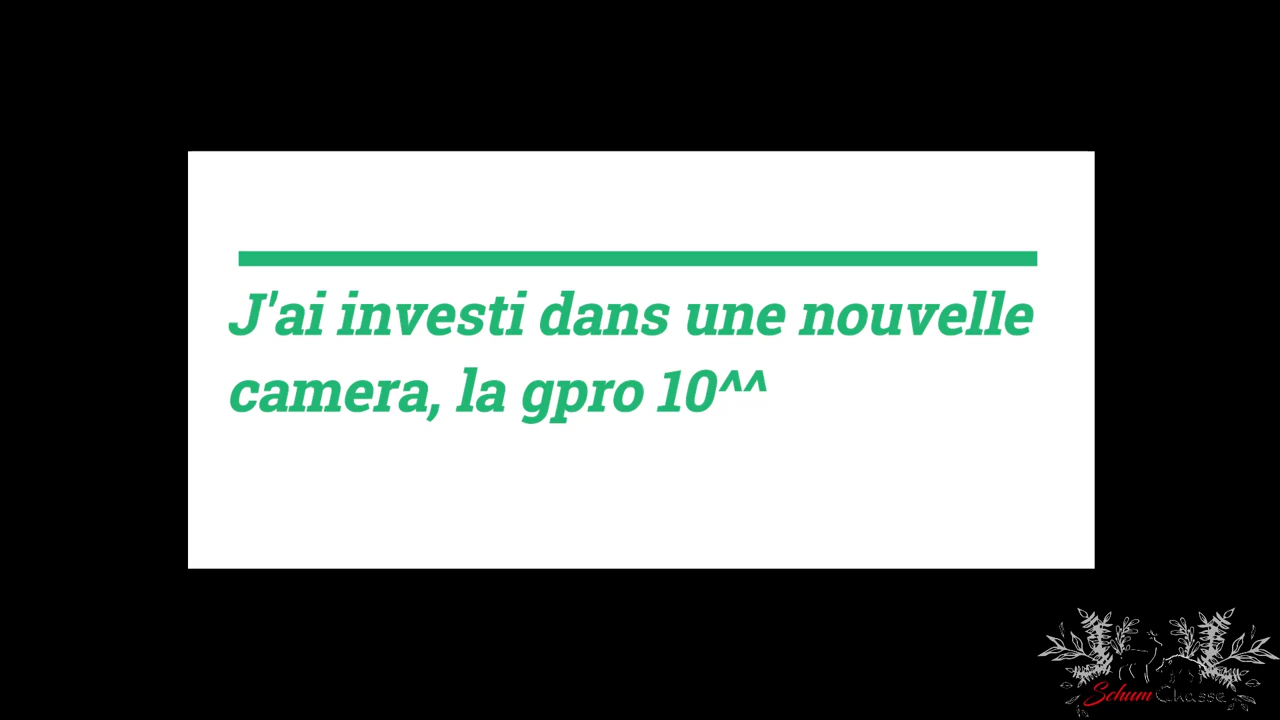 J'ai investi dans une nouvelle
camera, la gpro 10^^
Schum Chasse